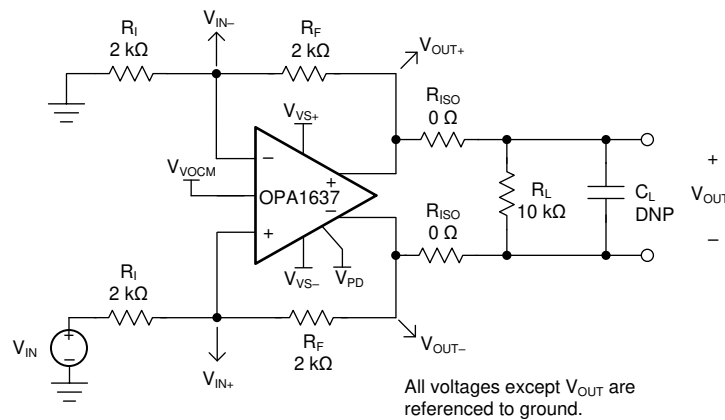 R_I
2 kΩ
V_IN–
R_F
2 kΩ
V_OUT+
R_ISO
0 Ω
V_VS+
V_VOCM
–
+
OPA1637
–
+
R_L
10 kΩ
C_L
DNP
+
V_OUT
–
R_ISO
0 Ω
V_VS–
V_PD
R_I
2 kΩ
V_IN
+
–
R_F
2 kΩ
V_IN+
V_OUT–
All voltages except V_OUT are
referenced to ground.